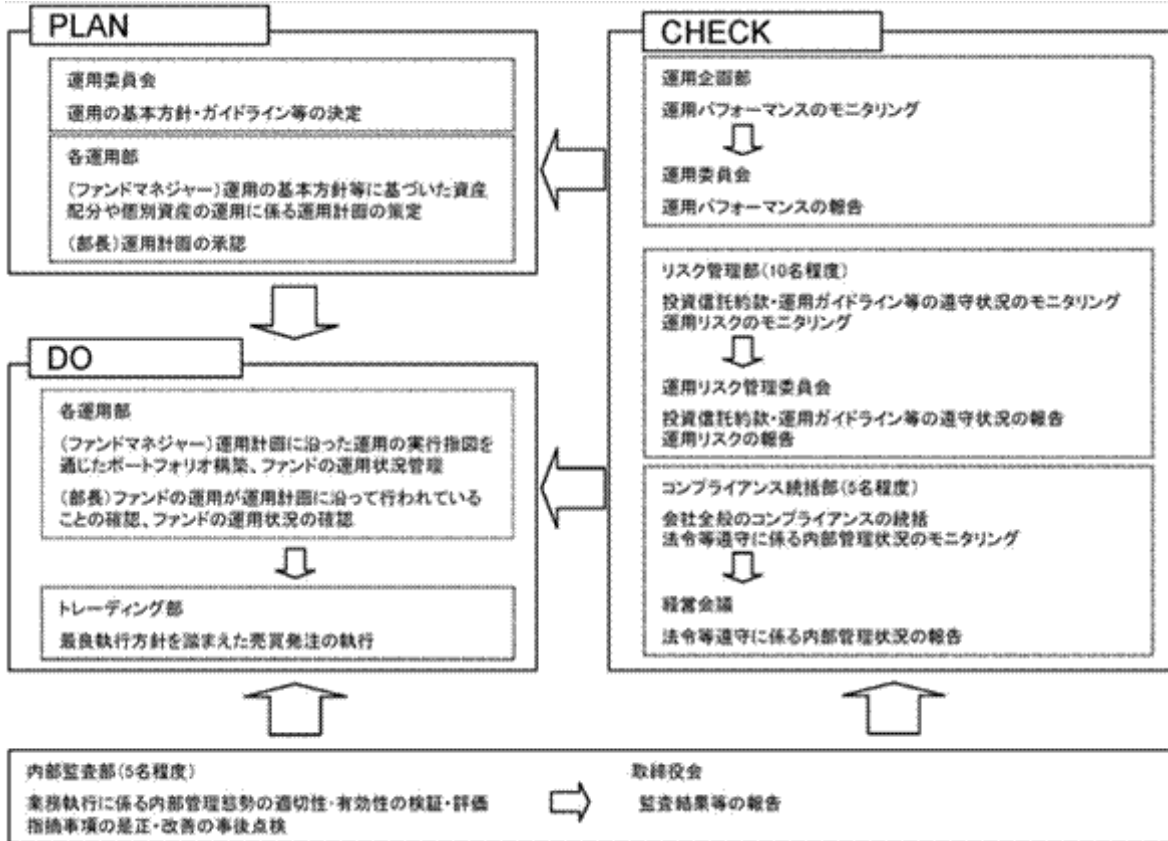 PLAN
運用委員会
運用の基本方針・ガイドライン等の決定
各運用部
(ファンドマネジャー)運用の基本方針等に基づいた資産
配分や個別資産の運用に係る運用計画の策定
(部長)運用計画の承認
DO
各運用部
(ファンドマネジャー)運用計画に沿った運用の実行指図を
通じたポートフォリオ構築、ファンドの運用状況管理
(部長)ファンドの運用が運用計画に沿って行われている
ことの確認、ファンドの運用状況の確認
トレーディング部
最良執行方針を踏まえた売買発注の執行
CHECK
運用企画部
運用パフォーマンスのモニタリング
運用委員会
運用パフォーマンスの報告
リスク管理部(10名程度)
投資信託約款・運用ガイドライン等の遵守状況のモニタリング
運用リスクのモニタリング
運用リスク管理委員会
投資信託約款・運用ガイドライン等の遵守状況の報告
運用リスクの報告
コンプライアンス統括部(5名程度)
会社全般のコンプライアンスの統括
法令等遵守に係る内部管理状況のモニタリング
経営会議
法令等遵守に係る内部管理状況の報告
内部監査部(5名程度)
業務執行に係る内部管理態勢の適切性・有効性の検証・評価
指摘事項の是正・改善の事後点検
取締役会
監査結果等の報告